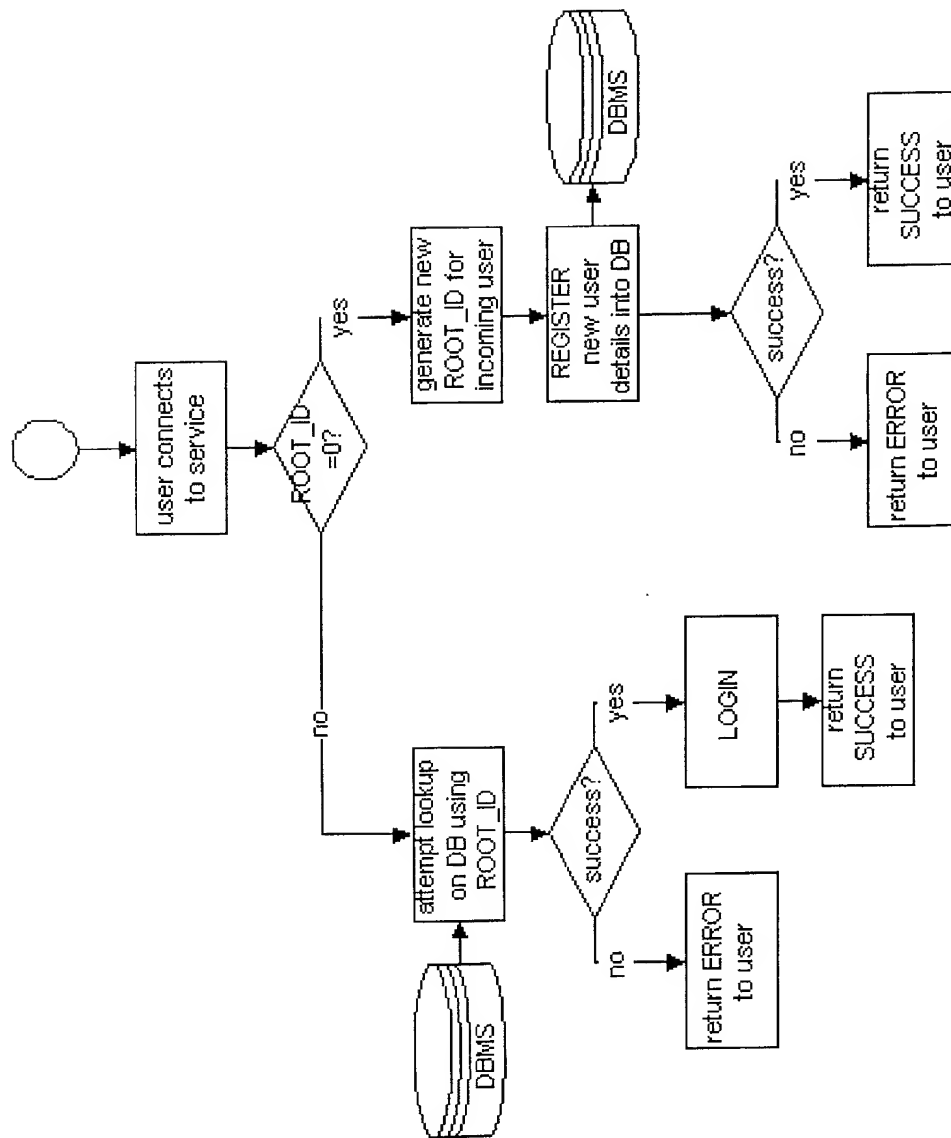 user connects
to service
ROOT_ID
=0?
no
yes
attempt lookup
on DB using
ROOT_ID
DBMS
success?
no
yes
return ERROR
to user
LOGIN
return
SUCCESS
to user
generate new
ROOT_ID for
incoming user
REGISTER
new user
details into DB
DBMS
success?
no
yes
return ERROR
to user
return
SUCCESS
to user